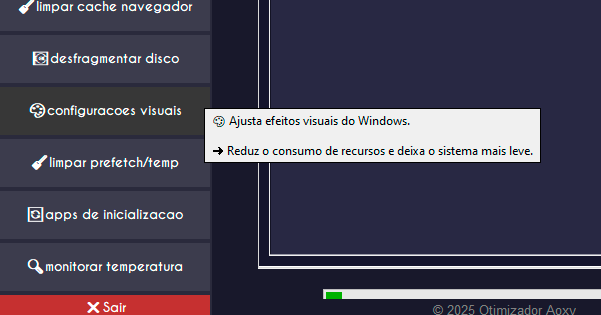 limpar cache navegador
desfragmentar disco
configuracoes visuais
Ajusta efeitos visuais do Windows.
➔ Reduz o consumo de recursos e deixa o sistema mais leve.
limpar prefetch/temp
apps de inicializacao
monitorar temperatura
Sair
© 2025 Otimizador Aoxy